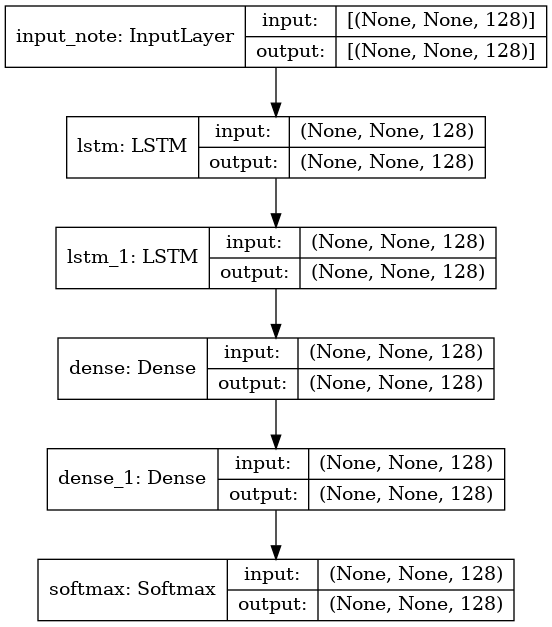 input_note: InputLayer
input: [(None, None, 128)]
output: [(None, None, 128)]
lstm: LSTM
input: (None, None, 128)
output: (None, None, 128)
lstm_1: LSTM
input: (None, None, 128)
output: (None, None, 128)
dense: Dense
input: (None, None, 128)
output: (None, None, 128)
dense_1: Dense
input: (None, None, 128)
output: (None, None, 128)
softmax: Softmax
input: (None, None, 128)
output: (None, None, 128)